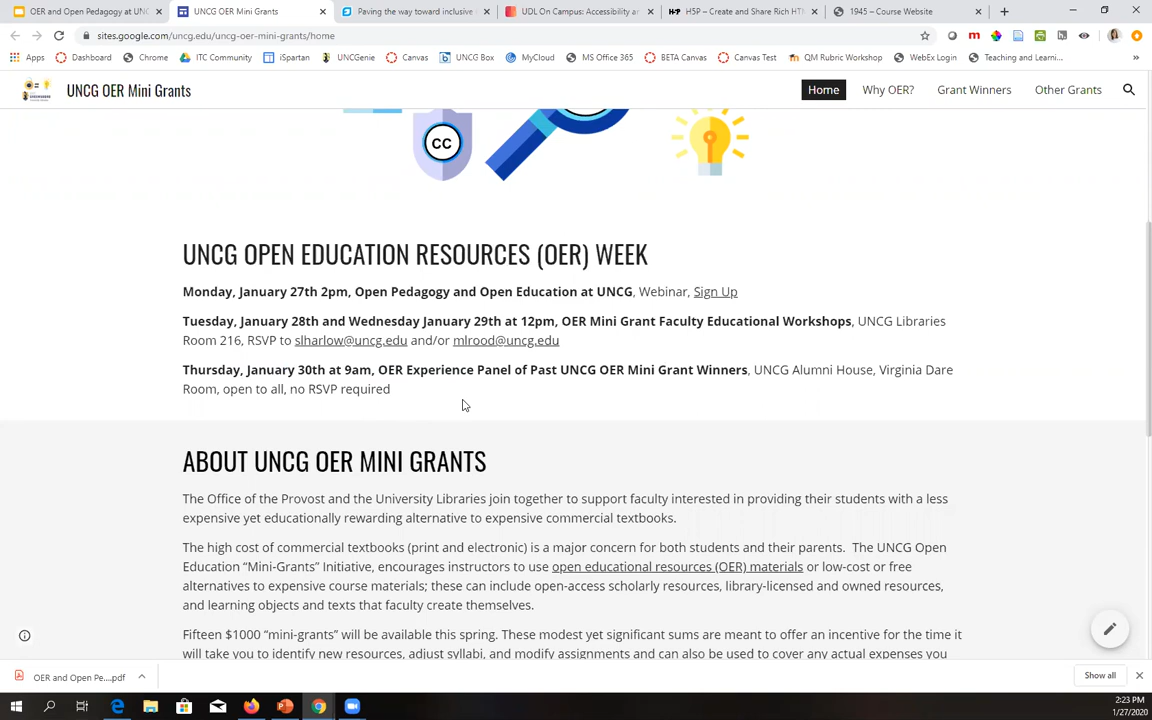 OER and Open Pedagogy at UNC
UNCG OER Mini Grants
Paving the way toward inclusive
UDL On Campus: Accessibility an
H5P – Create and Share Rich HTM
1945 – Course Website
sites.google.com/uncg.edu/uncg-oer-mini-grants/home
Apps Dashboard Chrome ITC Community iSpartan UNCGenie Canvas UNCG Box MyCloud MS Office 365 BETA Canvas Canvas Test QM Rubric Workshop WebEx Login Teaching and Learni...
UNCG OER Mini Grants
Home Why OER? Grant Winners Other Grants
CC
UNCG OPEN EDUCATION RESOURCES (OER) WEEK
Monday, January 27th 2pm, Open Pedagogy and Open Education at UNCG, Webinar, Sign Up
Tuesday, January 28th and Wednesday January 29th at 12pm, OER Mini Grant Faculty Educational Workshops, UNCG Libraries
Room 216, RSVP to slharlow@uncg.edu and/or mlrood@uncg.edu
Thursday, January 30th at 9am, OER Experience Panel of Past UNCG OER Mini Grant Winners, UNCG Alumni House, Virginia Dare
Room, open to all, no RSVP required
ABOUT UNCG OER MINI GRANTS
The Office of the Provost and the University Libraries join together to support faculty interested in providing their students with a less
expensive yet educationally rewarding alternative to expensive commercial textbooks.
The high cost of commercial textbooks (print and electronic) is a major concern for both students and their parents. The UNCG Open
Education “Mini-Grants” Initiative, encourages instructors to use open educational resources (OER) materials or low-cost or free
alternatives to expensive course materials; these can include open-access scholarly resources, library-licensed and owned resources,
and learning objects and texts that faculty create themselves.
Fifteen $1000 “mini-grants” will be available this spring. These modest yet significant sums are meant to offer an incentive for the time it
will take you to identify new resources, adjust syllabi, and modify assignments and can also be used to cover any actual expenses you
OER and Open Pe....pdf
Show all
2:23 PM
1/27/2020